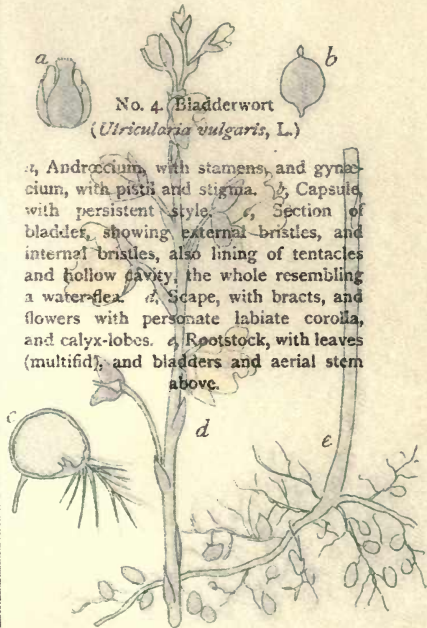 a
b
No. 4. Bladderwort
(Utricularia vulgaris, L.)
a, Andrœcium, with stamens, and gynæ-
cium, with pistil and stigma. b, Capsule,
with persistent style. c, Section of
bladder, showing external bristles, and
internal bristles, also lining of tentacles
and hollow cavity, the whole resembling
a water-flea. d, Scape, with bracts, and
flowers with personate labiate corolla,
and calyx-lobes. e, Rootstock, with leaves
(multifid), and bladders and aerial stem
above.
c
d
e